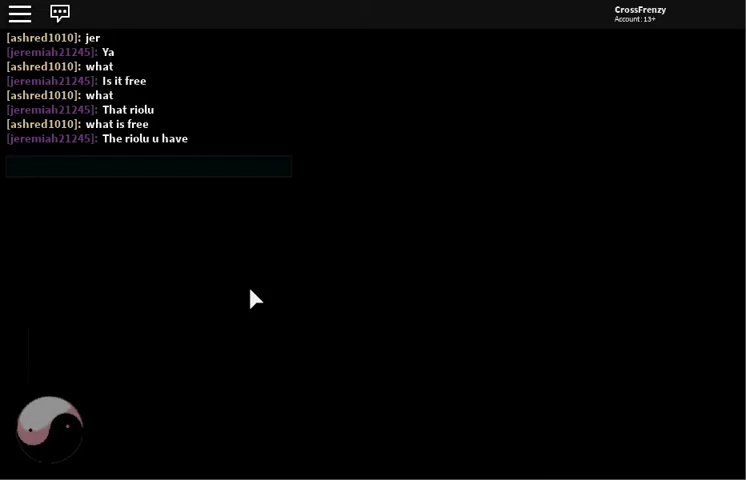 CrossFrenzy
Account: 13+
[ashred1010]: jer
[jeremiah21245]: Ya
[ashred1010]: what
[jeremiah21245]: Is it free
[ashred1010]: what
[jeremiah21245]: That riolu
[ashred1010]: what is free
[jeremiah21245]: The riolu u have